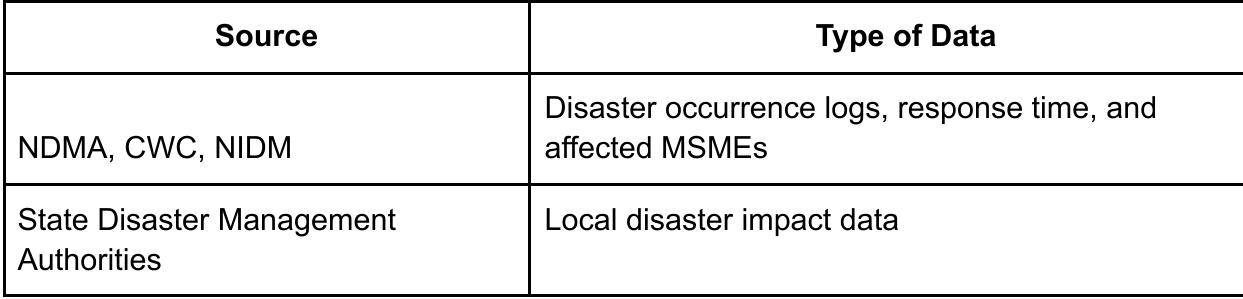 Source
Type of Data
NDMA, CWC, NIDM
Disaster occurrence logs, response time, and
affected MSMEs
State Disaster Management
Authorities
Local disaster impact data